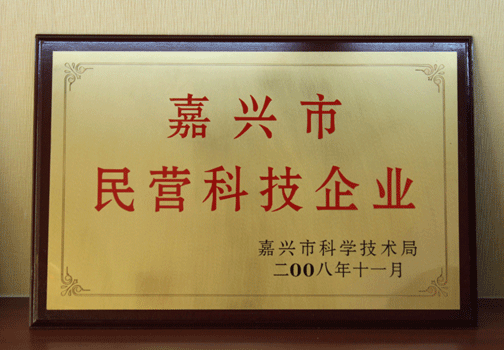 嘉兴市
民营科技企业
嘉兴市科学技术局
二00八年十一月